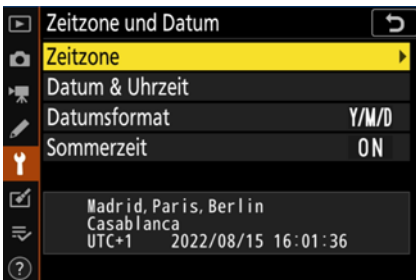 Zeitzone und Datum
Zeitzone
Datum & Uhrzeit
Datumsformat Y/M/D
Sommerzeit ON
Madrid, Paris, Berlin
Casablanca
UTC+1 2022/08/15 16:01:36
?